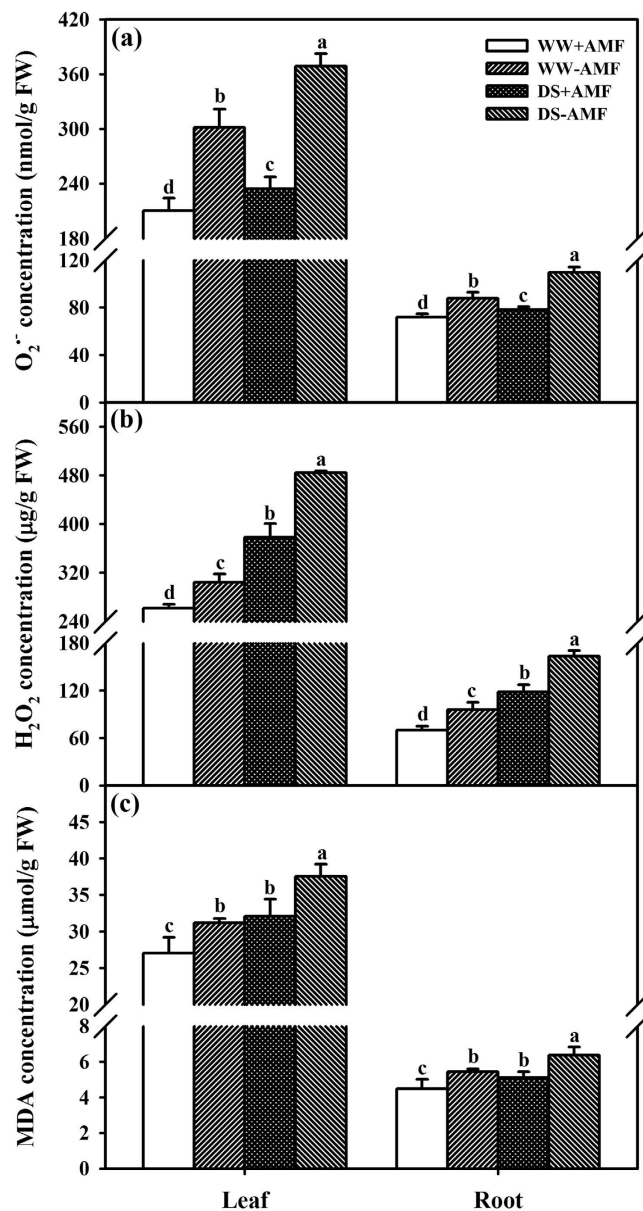 (a)
WW+AMF
WW-AMF
DS+AMF
DS-AMF
O₂·⁻ concentration (nmol/g FW)
420
360
300
240
180
120
80
40
0
d
b
c
a
d
b
c
a
(b)
H₂O₂ concentration (μg/g FW)
560
480
400
320
240
180
120
60
0
d
c
b
a
d
c
b
a
(c)
MDA concentration (μmol/g FW)
45
40
35
30
25
20
8
6
4
2
0
c
b
b
a
c
b
b
a
Leaf Root